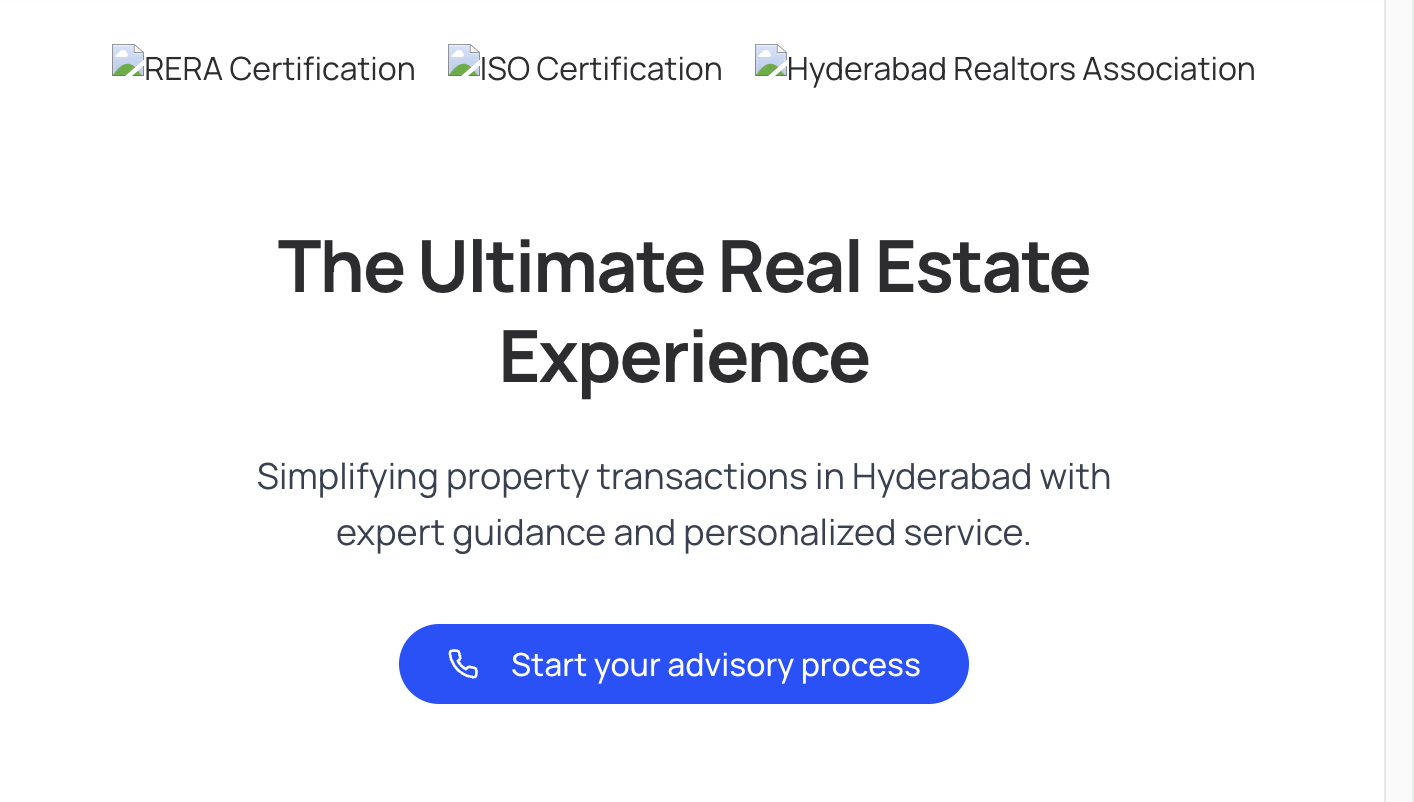 RERA Certification ISO Certification Hyderabad Realtors Association
The Ultimate Real Estate
Experience
Simplifying property transactions in Hyderabad with
expert guidance and personalized service.
Start your advisory process